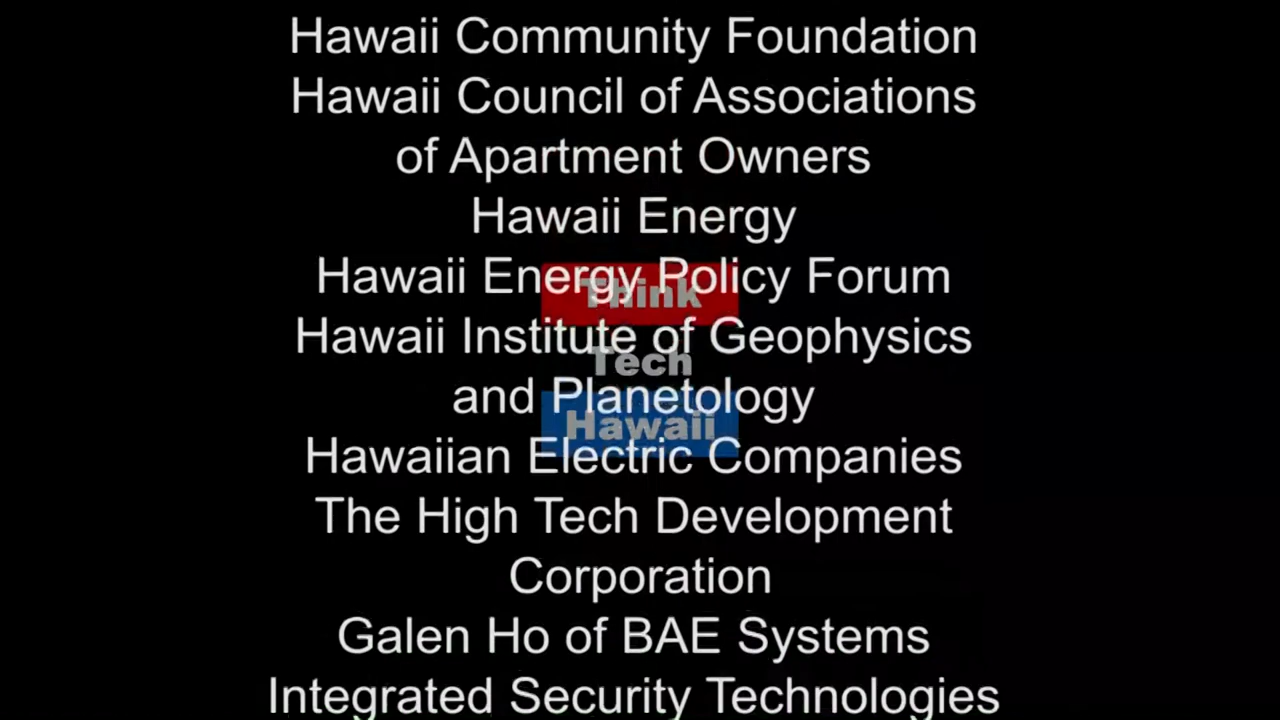 Hawaii Community Foundation
Hawaii Council of Associations
of Apartment Owners
Hawaii Energy
Hawaii Energy Policy Forum
Think
Hawaii Institute of Geophysics
Tech
and Planetology
Hawaii
Hawaiian Electric Companies
The High Tech Development
Corporation
Galen Ho of BAE Systems
Integrated Security Technologies